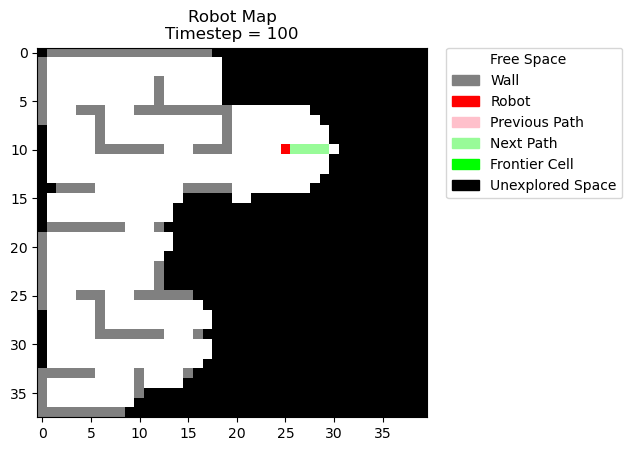 Robot Map
Timestep = 100
0
5
10
15
20
25
30
35
0
5
10
15
20
25
30
35
Free Space
Wall
Robot
Previous Path
Next Path
Frontier Cell
Unexplored Space